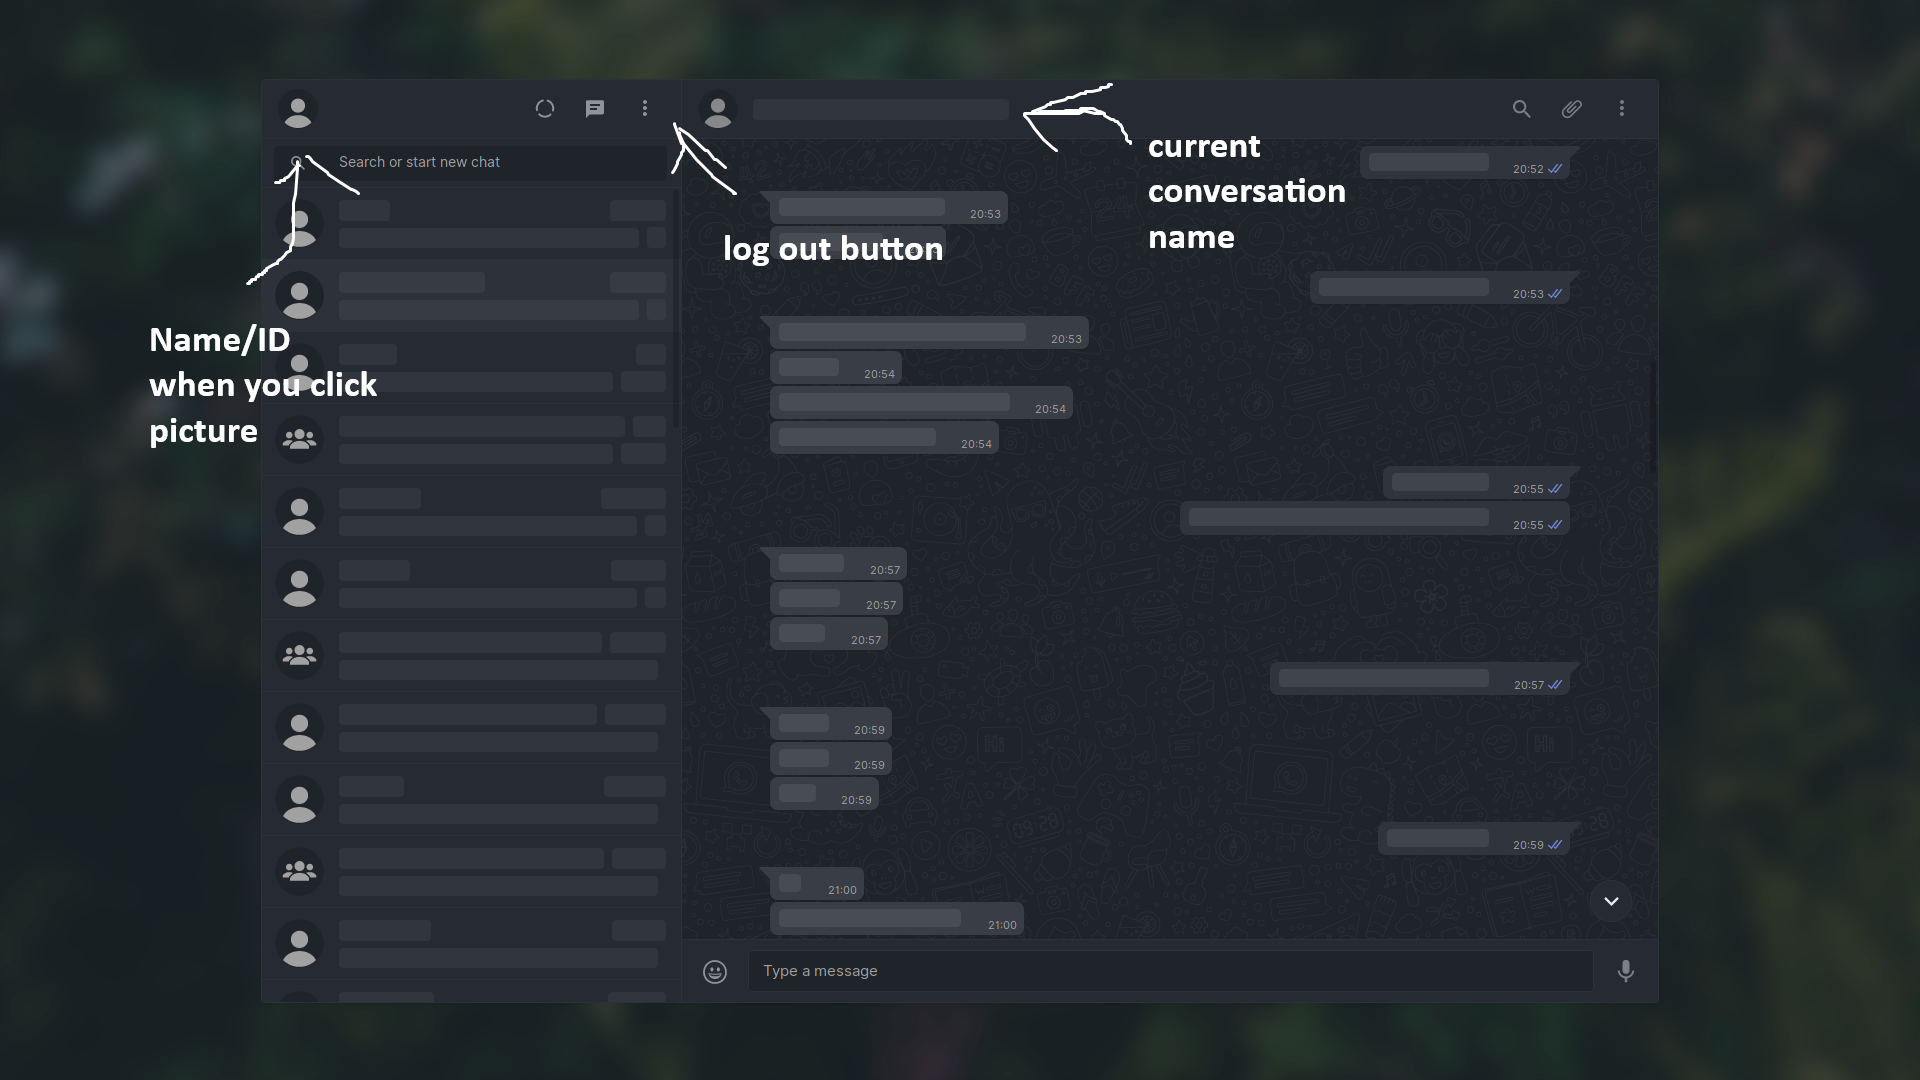 Search or start new chat
current
conversation
name
20:52
20:53
log out button
20:53
20:53
Name/ID
when you click
picture
20:54
20:54
20:54
20:55
20:55
20:57
20:57
20:57
20:57
20:59
20:59
20:59
20:59
21:00
21:00
Type a message